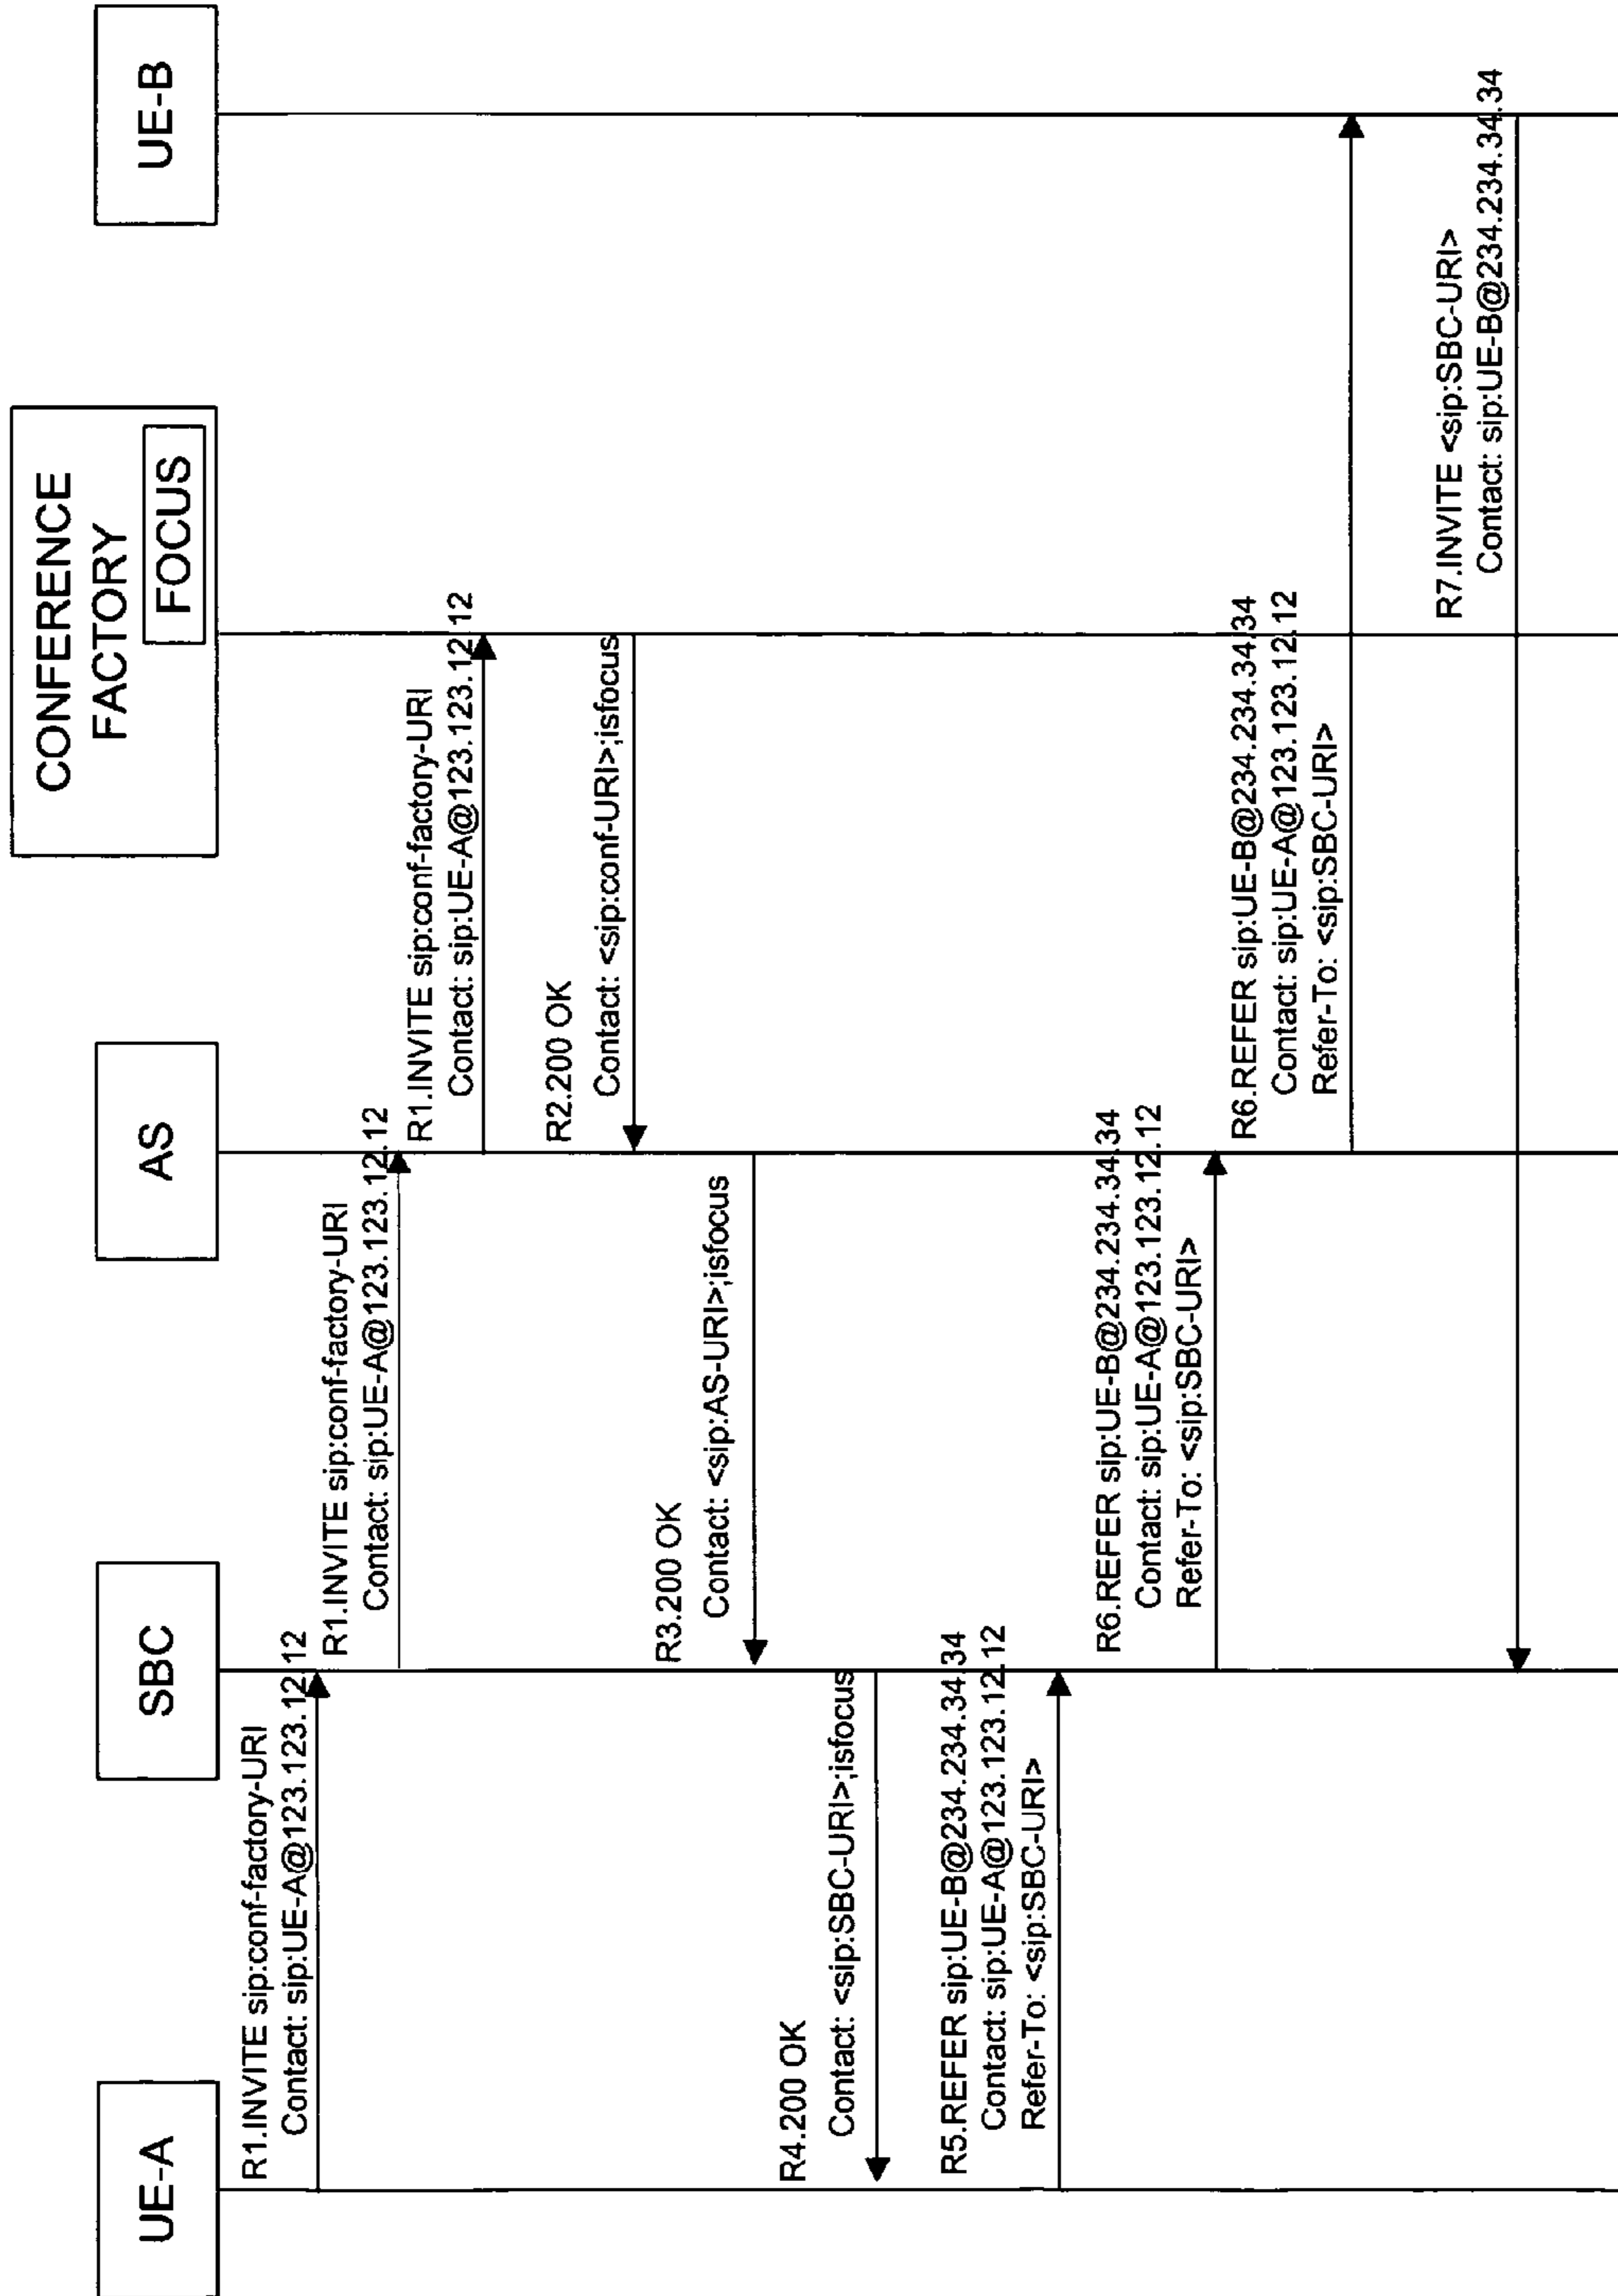 UE-A
SBC
AS
CONFERENCE
FACTORY
FOCUS
UE-B
R1.INVITE sip:conf-factory-URI
Contact: sip:UE-A@123.123.12.12
R1.INVITE sip:conf-factory-URI
Contact: sip:UE-A@123.123.12.12
R1.INVITE sip:conf-factory-URI
Contact: sip:UE-A@123.123.12.12
R2.200 OK
Contact: <sip:conf-URI>;isfocus
R3.200 OK
Contact: <sip:AS-URI>;isfocus
R4.200 OK
Contact: <sip:SBC-URI>;isfocus
R5.REFER sip:UE-B@234.234.34.34
Contact: sip:UE-A@123.123.12.12
Refer-To: <sip:SBC-URI>
R6.REFER sip:UE-B@234.234.34.34
Contact: sip:UE-A@123.123.12.12
Refer-To: <sip:SBC-URI>
R6.REFER sip:UE-B@234.234.34.34
Contact: sip:UE-A@123.123.12.12
Refer-To: <sip:SBC-URI>
R7.INVITE <sip:SBC-URI>
Contact: sip:UE-B@234.234.34.34